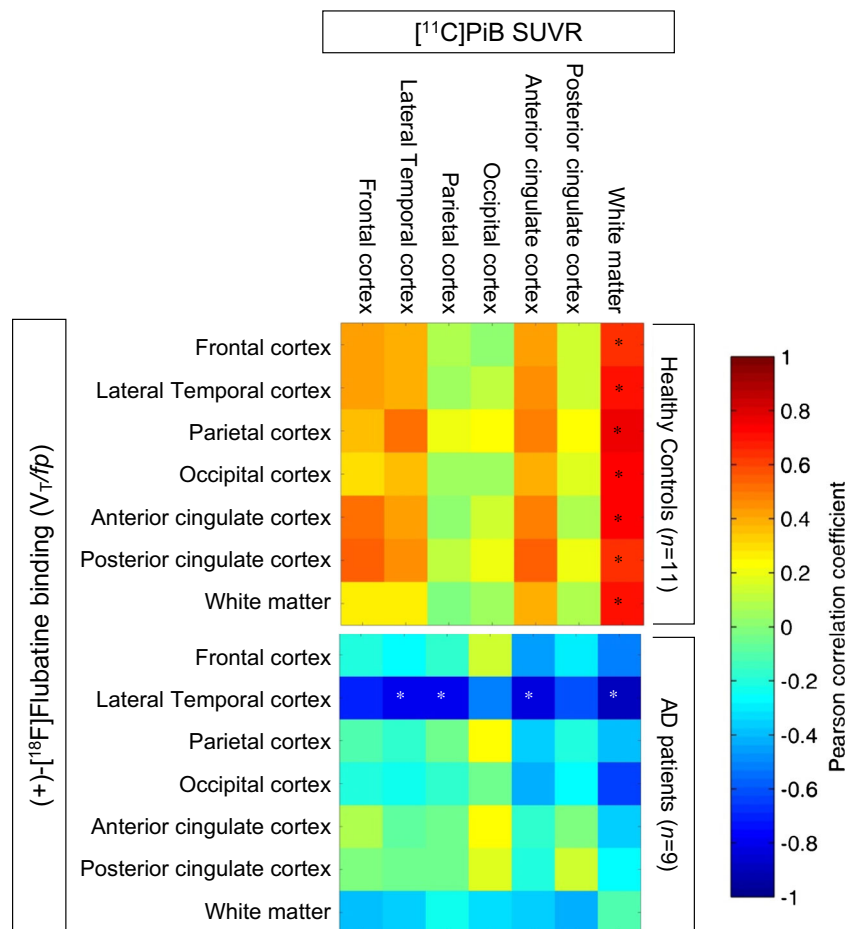 [¹¹C]PiB SUVR
Frontal cortex
Lateral Temporal cortex
Parietal cortex
Occipital cortex
Anterior cingulate cortex
Posterior cingulate cortex
White matter
(+)-[¹⁸F]Flubatine binding (V_T/fp)
Frontal cortex
Lateral Temporal cortex
Parietal cortex
Occipital cortex
Anterior cingulate cortex
Posterior cingulate cortex
White matter
*
*
*
*
*
*
*
Healthy Controls (n=11)
Frontal cortex
Lateral Temporal cortex
* * * *
Parietal cortex
Occipital cortex
Anterior cingulate cortex
Posterior cingulate cortex
White matter
AD patients (n=9)
1
0.8
0.6
0.4
0.2
0
-0.2
-0.4
-0.6
-0.8
-1
Pearson correlation coefficient